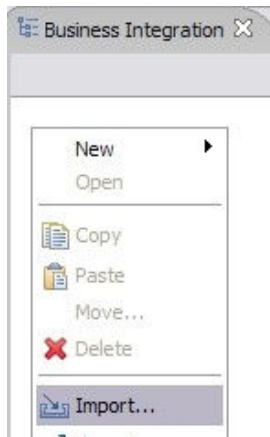 Business Integration
New
Open
Copy
Paste
Move...
Delete
Import...